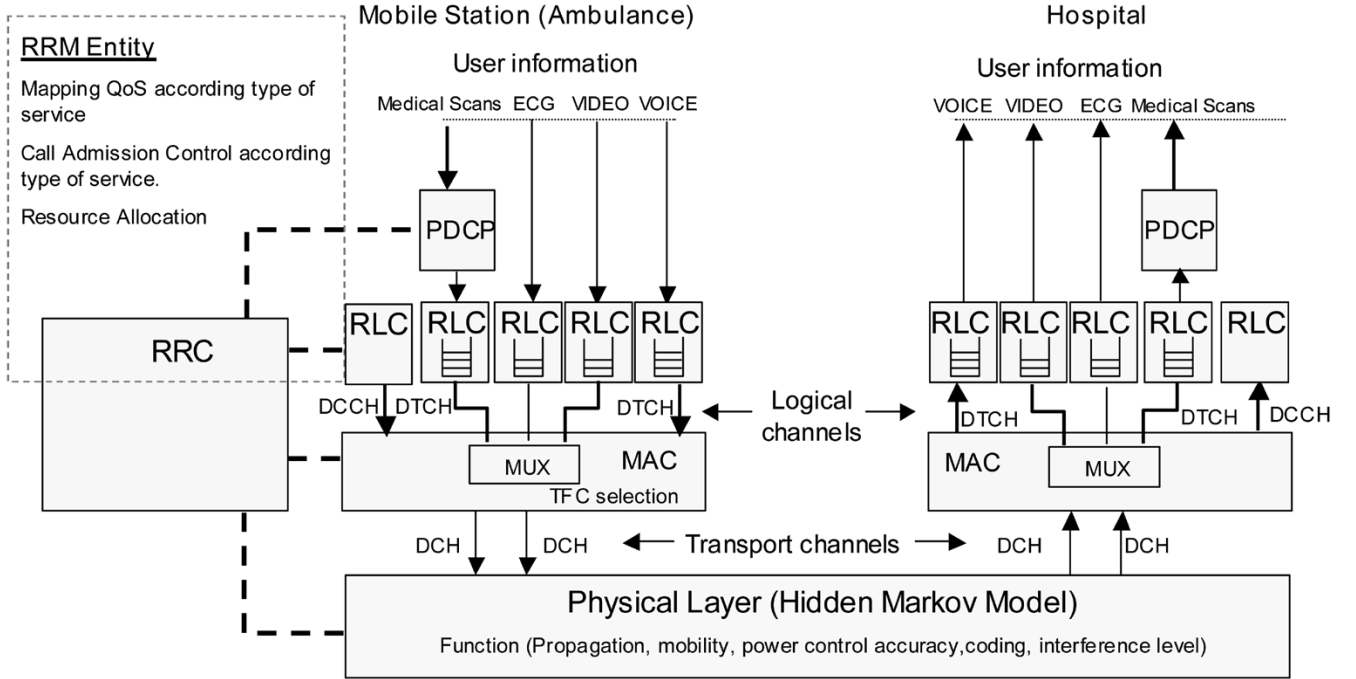 Mobile Station (Ambulance)
Hospital
RRM Entity
Mapping QoS according type of
service
Call Admission Control according
type of service.
Resource Allocation
User information
Medical Scans ECG VIDEO VOICE
User information
VOICE VIDEO ECG Medical Scans
PDCP
PDCP
RRC
RLC RLC RLC RLC RLC
RLC RLC RLC RLC RLC
DCCH DTCH DTCH
Logical
channels
DTCH DTCH DCCH
MUX MAC
TFC selection
MAC MUX
DCH DCH
Transport channels
DCH DCH
Physical Layer (Hidden Markov Model)
Function (Propagation, mobility, power control accuracy,coding, interference level)